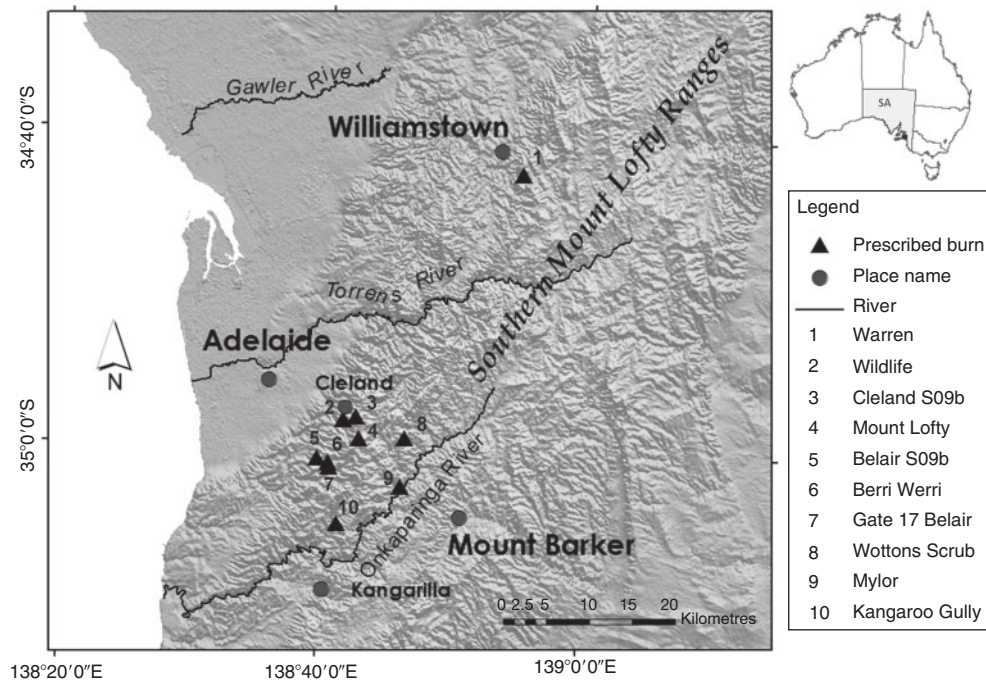 Gawler River
Williamstown
1
Southern Mount Lofty Ranges
Torrens River
Adelaide
Cleland
2
3
4
8
5
6
7
9
10
Onkaparinga River
Mount Barker
Kangarilla
0 2.5 5 10 15 20
Kilometres
N
34°40′0″S
35°0′0″S
138°20′0″E
138°40′0″E
139°0′0″E
SA
Legend
Prescribed burn
Place name
River
1 Warren
2 Wildlife
3 Cleland S09b
4 Mount Lofty
5 Belair S09b
6 Berri Werri
7 Gate 17 Belair
8 Wottons Scrub
9 Mylor
10 Kangaroo Gully